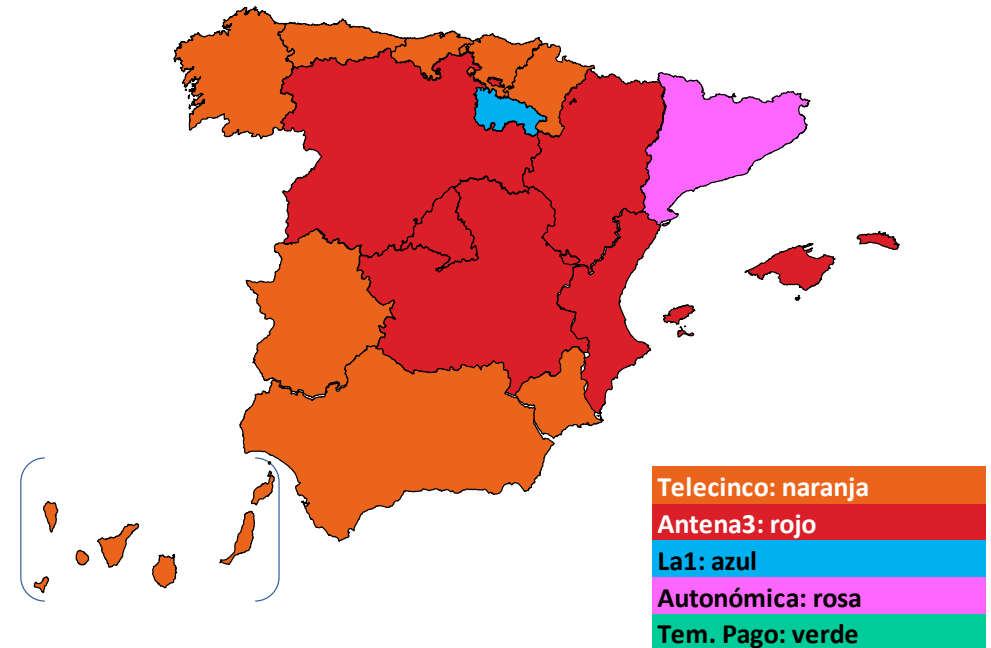 Telecinco: naranja
Antena3: rojo
La1: azul
Autonómica: rosa
Tem. Pago: verde